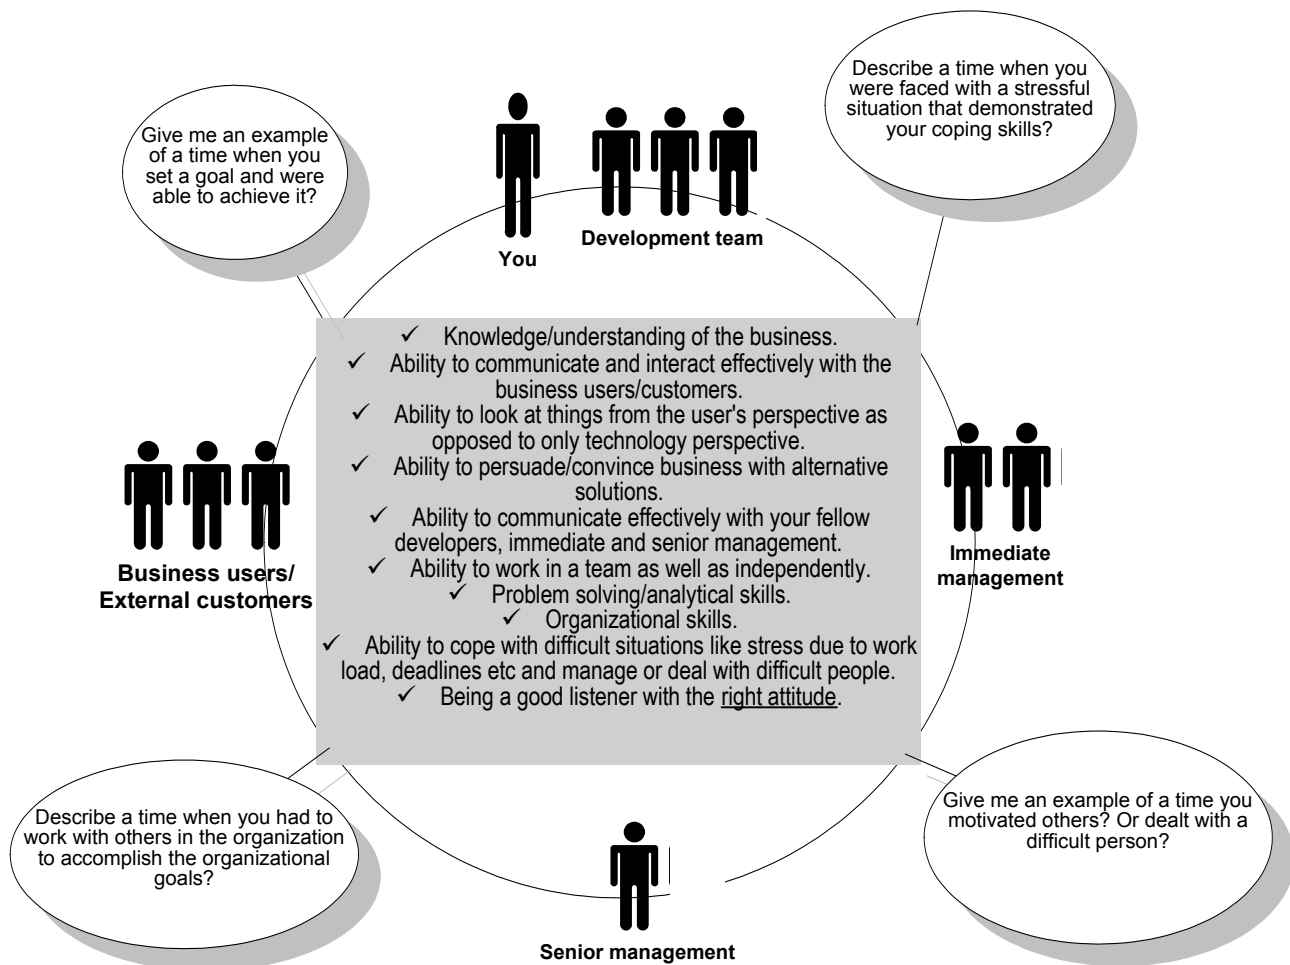 Give me an example
of a time when you
set a goal and were
able to achieve it?
Describe a time when you
were faced with a stressful
situation that demonstrated
your coping skills?
You
Development team
✓ Knowledge/understanding of the business.
✓ Ability to communicate and interact effectively with the
business users/customers.
✓ Ability to look at things from the user's perspective as
opposed to only technology perspective.
✓ Ability to persuade/convince business with alternative
solutions.
✓ Ability to communicate effectively with your fellow
developers, immediate and senior management.
✓ Ability to work in a team as well as independently.
✓ Problem solving/analytical skills.
✓ Organizational skills.
✓ Ability to cope with difficult situations like stress due to work
load, deadlines etc and manage or deal with difficult people.
✓ Being a good listener with the right attitude.
Business users/
External customers
Immediate
management
Describe a time when you had to
work with others in the organization
to accomplish the organizational
goals?
Give me an example of a time you
motivated others? Or dealt with a
difficult person?
Senior management